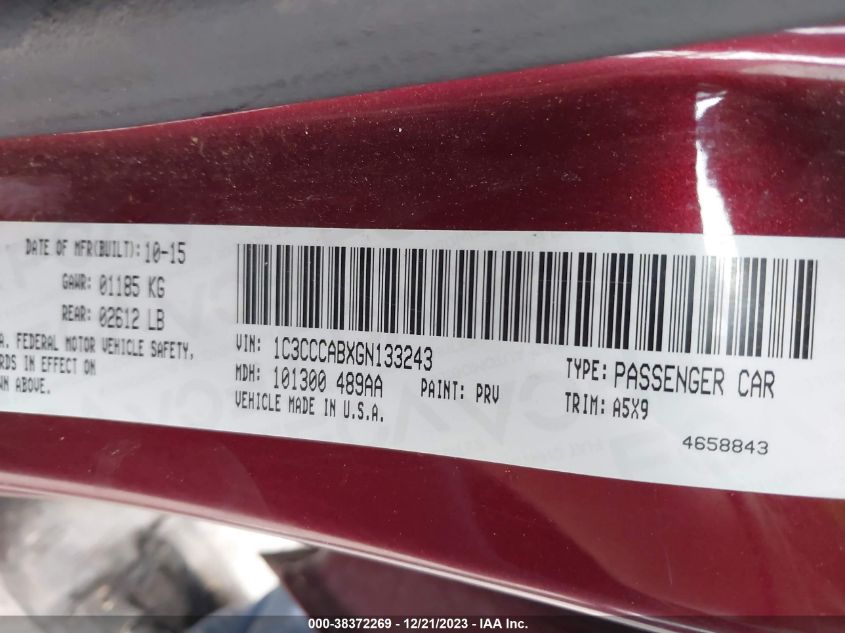 DATE OF MFR(BUILT): 10-15
GAWR: 01185 KG
REAR: 02612 LB
A. FEDERAL MOTOR VEHICLE SAFETY,
RDS IN EFFECT ON
WN ABOVE.
VIN: 1C3CCCABXGN133243
MDH: 101300 489AA
PAINT: PRV
VEHICLE MADE IN U.S.A.
TYPE: PASSENGER CAR
TRIM: A5X9
4658843
000-38372269 - 12/21/2023 - IAA Inc.